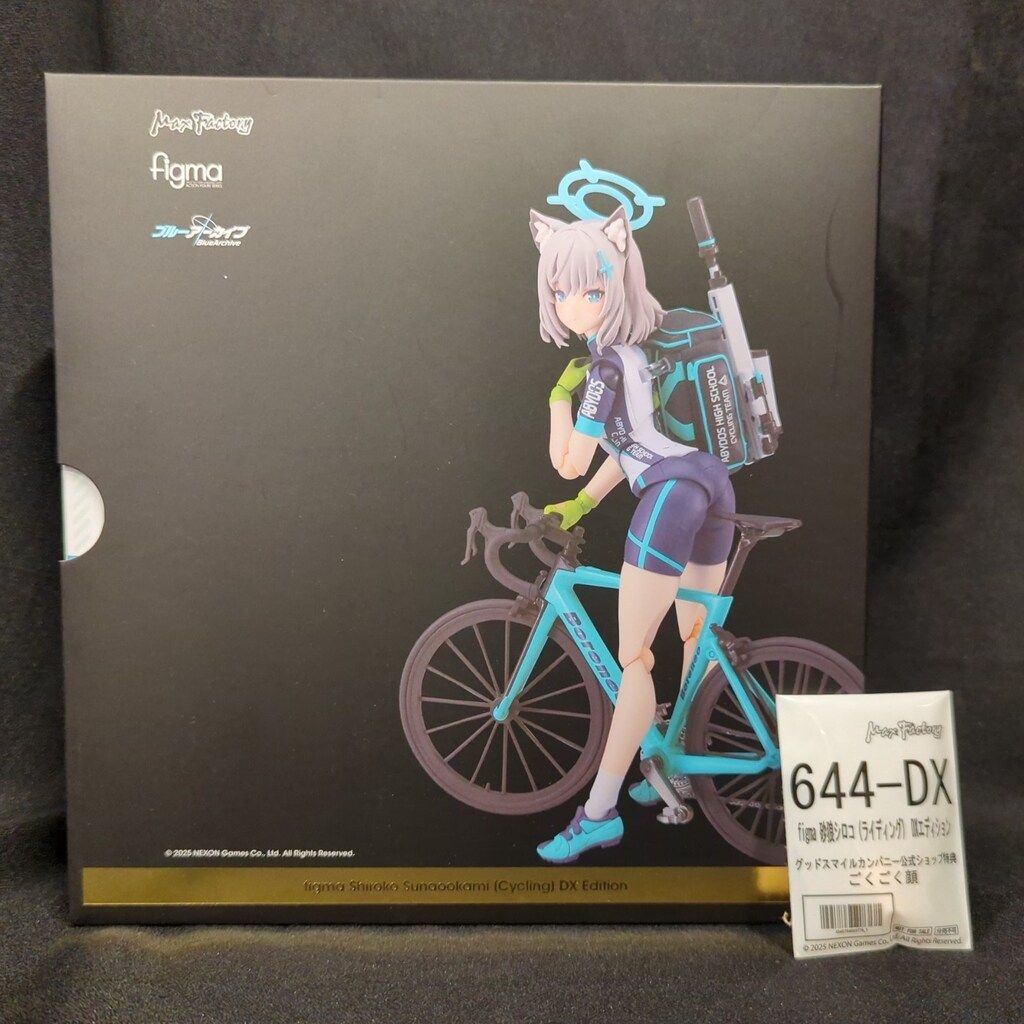 Max Factory
figma
ACTION FIGURE SERIES
ブルーアーカイブ
BlueArchive
ABYDOS
ABYDOS HIGH SCHOOL
CYCLING TEAM
© 2025 NEXON Games Co., Ltd. All Rights Reserved.
figma Shiroko Sunaookami (Cycling) DX Edition
Max Factory
644-DX
figma 砂狼シロコ(ライディング) DXエディション
グッドスマイルカンパニー公式ショップ特典
ごくごく顔
NOT FOR SALE
© 2025 NEXON Games Co., All Rights Reserved.